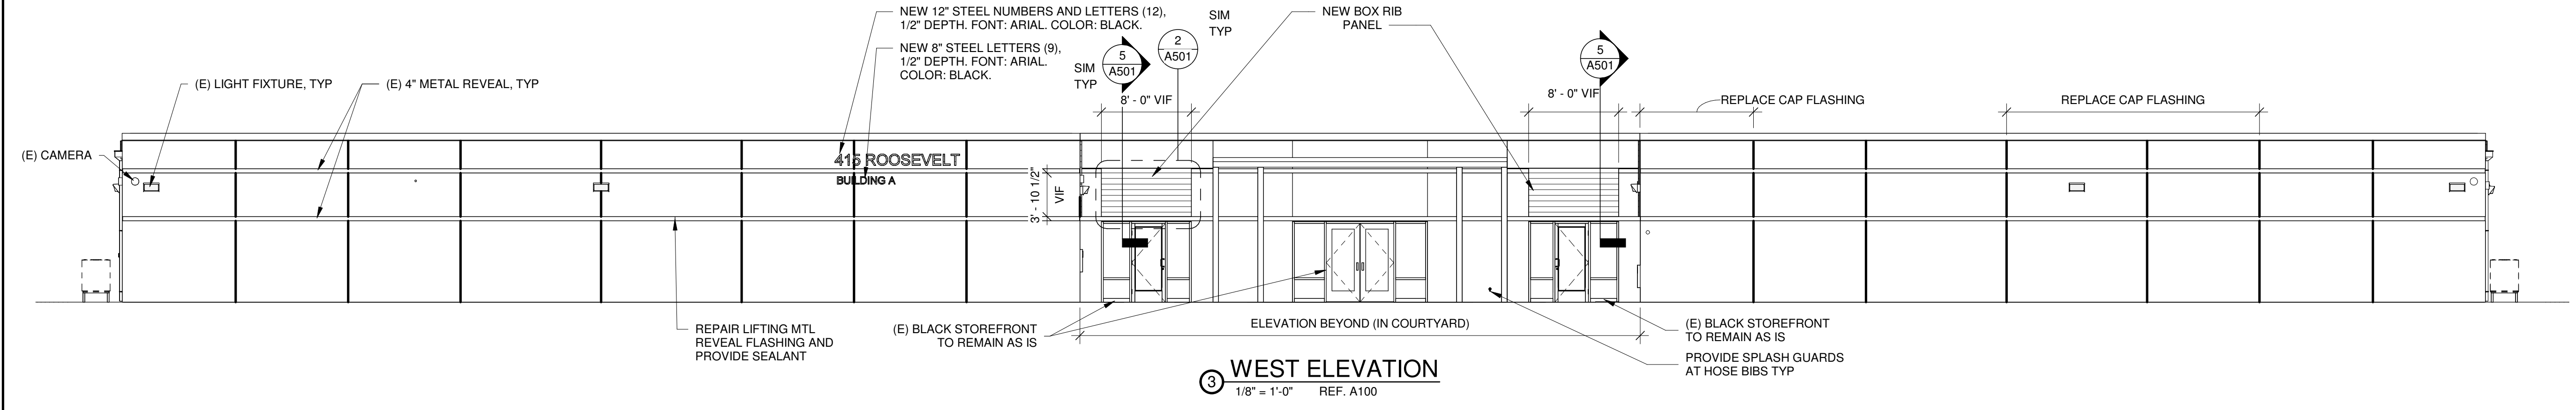 NEW 12" STEEL NUMBERS AND LETTERS (12),
1/2" DEPTH. FONT: ARIAL. COLOR: BLACK.
NEW 8" STEEL LETTERS (9),
1/2" DEPTH. FONT: ARIAL.
COLOR: BLACK.
SIM
TYP
5
A501
2
A501
SIM
TYP
NEW BOX RIB
PANEL
5
A501
(E) LIGHT FIXTURE, TYP
(E) 4" METAL REVEAL, TYP
8' - 0" VIF
8' - 0" VIF
REPLACE CAP FLASHING
REPLACE CAP FLASHING
(E) CAMERA
415 ROOSEVELT
BUILDING A
3' - 10 1/2"
VIF
REPAIR LIFTING MTL
REVEAL FLASHING AND
PROVIDE SEALANT
(E) BLACK STOREFRONT
TO REMAIN AS IS
ELEVATION BEYOND (IN COURTYARD)
(E) BLACK STOREFRONT
TO REMAIN AS IS
PROVIDE SPLASH GUARDS
AT HOSE BIBS TYP
3
WEST ELEVATION
1/8" = 1'-0" REF. A100